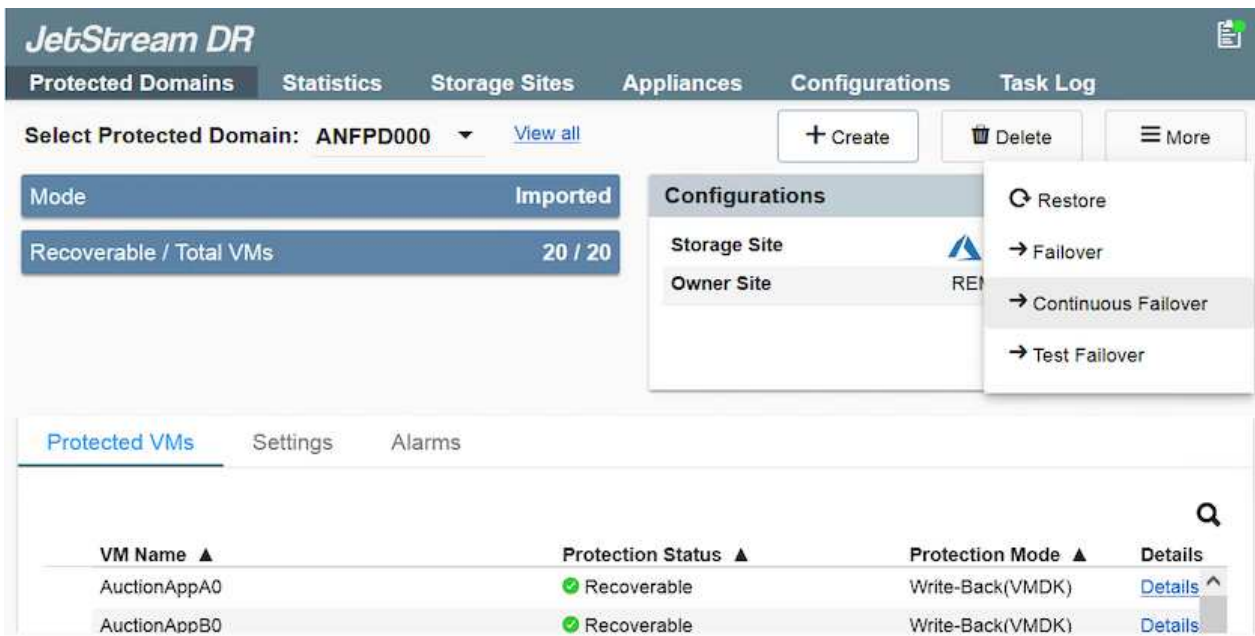 JetStream DR
Protected Domains Statistics Storage Sites Appliances Configurations Task Log
Select Protected Domain: ANFPD000 View all + Create Delete More
Mode Imported
Recoverable / Total VMs 20 / 20
Configurations
Storage Site
Owner Site
Restore
Failover
Continuous Failover
Test Failover
Protected VMs Settings Alarms
VM Name ▲ Protection Status ▲ Protection Mode ▲ Details
AuctionAppA0 Recoverable Write-Back(VMDK) Details
AuctionAppB0 Recoverable Write-Back(VMDK) Details